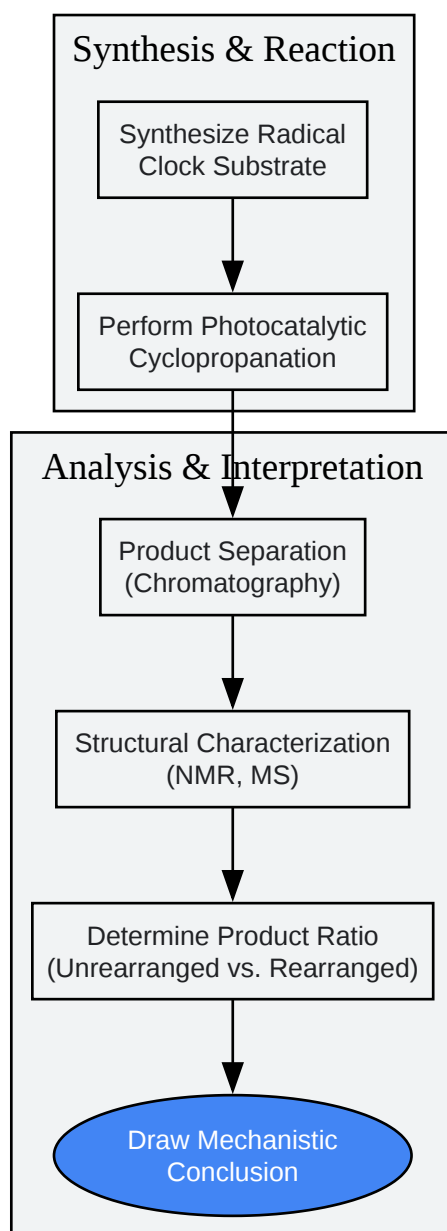 Synthesis & Reaction
Synthesize Radical
Clock Substrate
Perform Photocatalytic
Cyclopropanation
Analysis & Interpretation
Product Separation
(Chromatography)
Structural Characterization
(NMR, MS)
Determine Product Ratio
(Unrearranged vs. Rearranged)
Draw Mechanistic
Conclusion